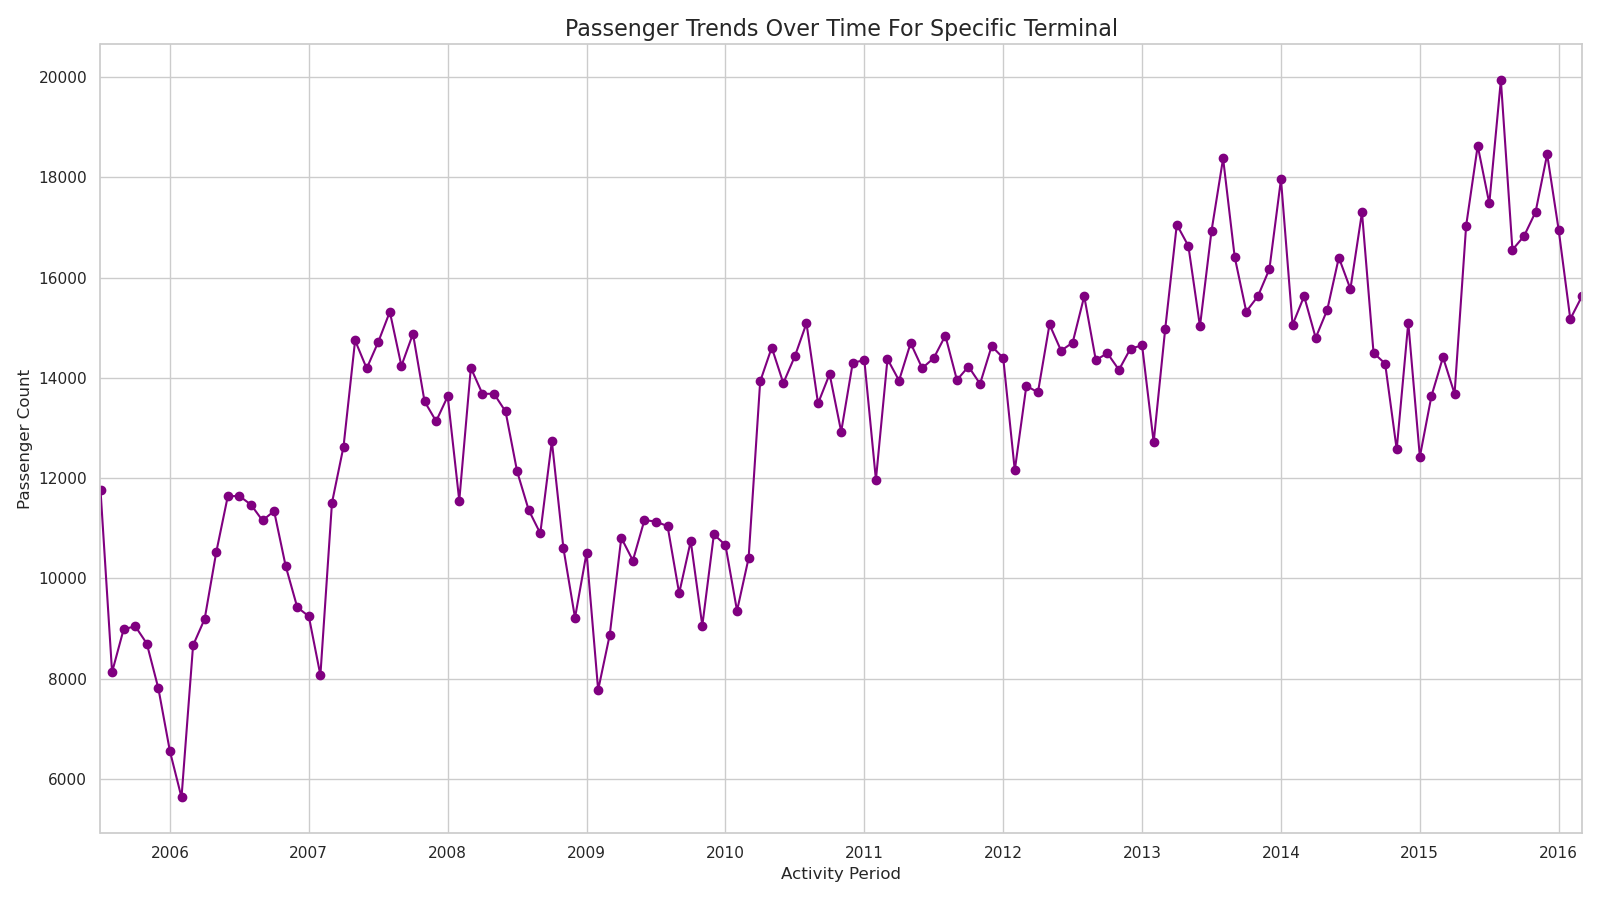 Passenger Trends Over Time For Specific Terminal
20000
18000
16000
14000
12000
10000
8000
6000
Passenger Count
2006 2007 2008 2009 2010 2011 2012 2013 2014 2015 2016
Activity Period